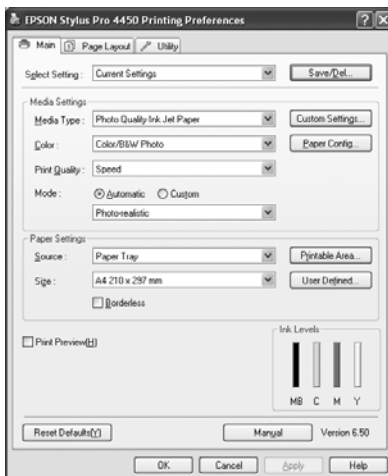 EPSON Stylus Pro 4450 Printing Preferences
Main Page Layout Utility
Select Setting : Current Settings Save/Del...
Media Settings
Media Type : Photo Quality Ink Jet Paper Custom Settings...
Color : Color/B&W Photo Paper Config...
Print Quality : Speed
Mode : Automatic Custom
Photo-realistic
Paper Settings
Source : Paper Tray Printable Area...
Size : A4 210 x 297 mm User Defined...
Borderless
Ink Levels
Print Preview(H)
MB C M Y
Reset Defaults(Y) Manual Version 6.50
OK Cancel Apply Help